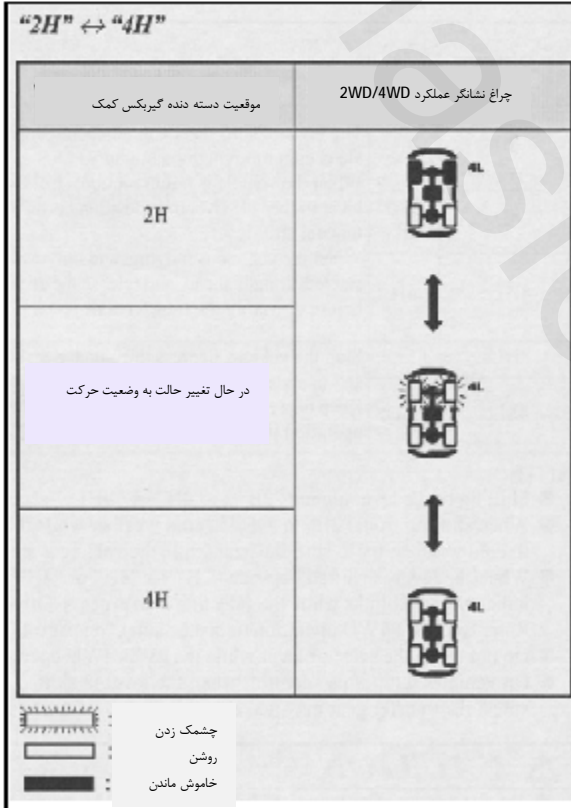 “2H” ↔ “4H”
چراغ نشانگر عملکرد 2WD/4WD
موقعیت دسته دنده گیربکس کمک
4L
2H
در حال تغییر حالت به وضعیت حرکت
4L
4H
4L
چشمک زدن :
روشن :
خاموش ماندن :